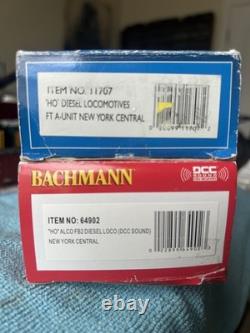 ITEM NO. 11707
'HO' DIESEL LOCOMOTIVES
FT A-UNIT NEW YORK CENTRAL
BACHMANN
DCC
SOUND
ITEM NO: 64902
"HO" ALCO FB2 DIESEL LOCO (DCC SOUND)
NEW YORK CENTRAL